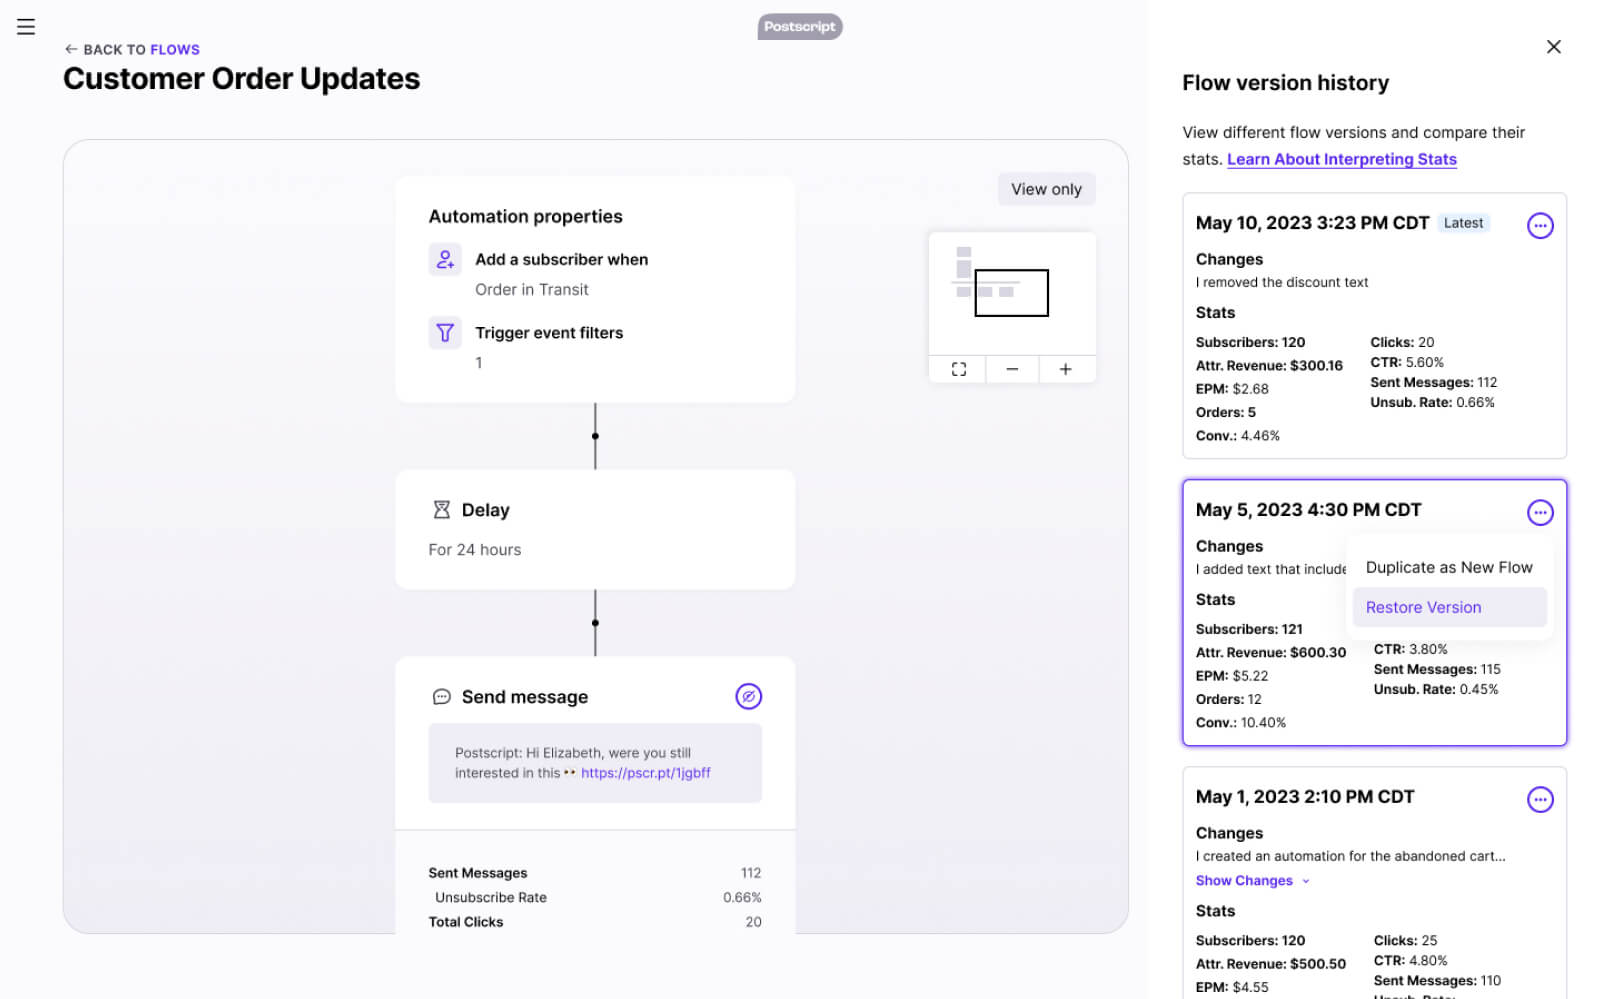 Postscript
← BACK TO FLOWS
Customer Order Updates
View only
Automation properties
Add a subscriber when
Order in Transit
Trigger event filters
1
Delay
For 24 hours
Send message
Postscript: Hi Elizabeth, were you still
interested in this 👀 https://pscr.pt/1jgbff
Sent Messages 112
Unsubscribe Rate 0.66%
Total Clicks 20
Flow version history
View different flow versions and compare their
stats. Learn About Interpreting Stats
May 10, 2023 3:23 PM CDT Latest
Changes
I removed the discount text
Stats
Subscribers: 120
Attr. Revenue: $300.16
EPM: $2.68
Orders: 5
Conv.: 4.46%
Clicks: 20
CTR: 5.60%
Sent Messages: 112
Unsub. Rate: 0.66%
May 5, 2023 4:30 PM CDT
Changes
I added text that include
Duplicate as New Flow
Restore Version
Stats
Subscribers: 121
Attr. Revenue: $600.30
EPM: $5.22
Orders: 12
Conv.: 10.40%
CTR: 3.80%
Sent Messages: 115
Unsub. Rate: 0.45%
May 1, 2023 2:10 PM CDT
Changes
I created an automation for the abandoned cart...
Show Changes
Stats
Subscribers: 120
Attr. Revenue: $500.50
EPM: $4.55
Clicks: 25
CTR: 4.80%
Sent Messages: 110